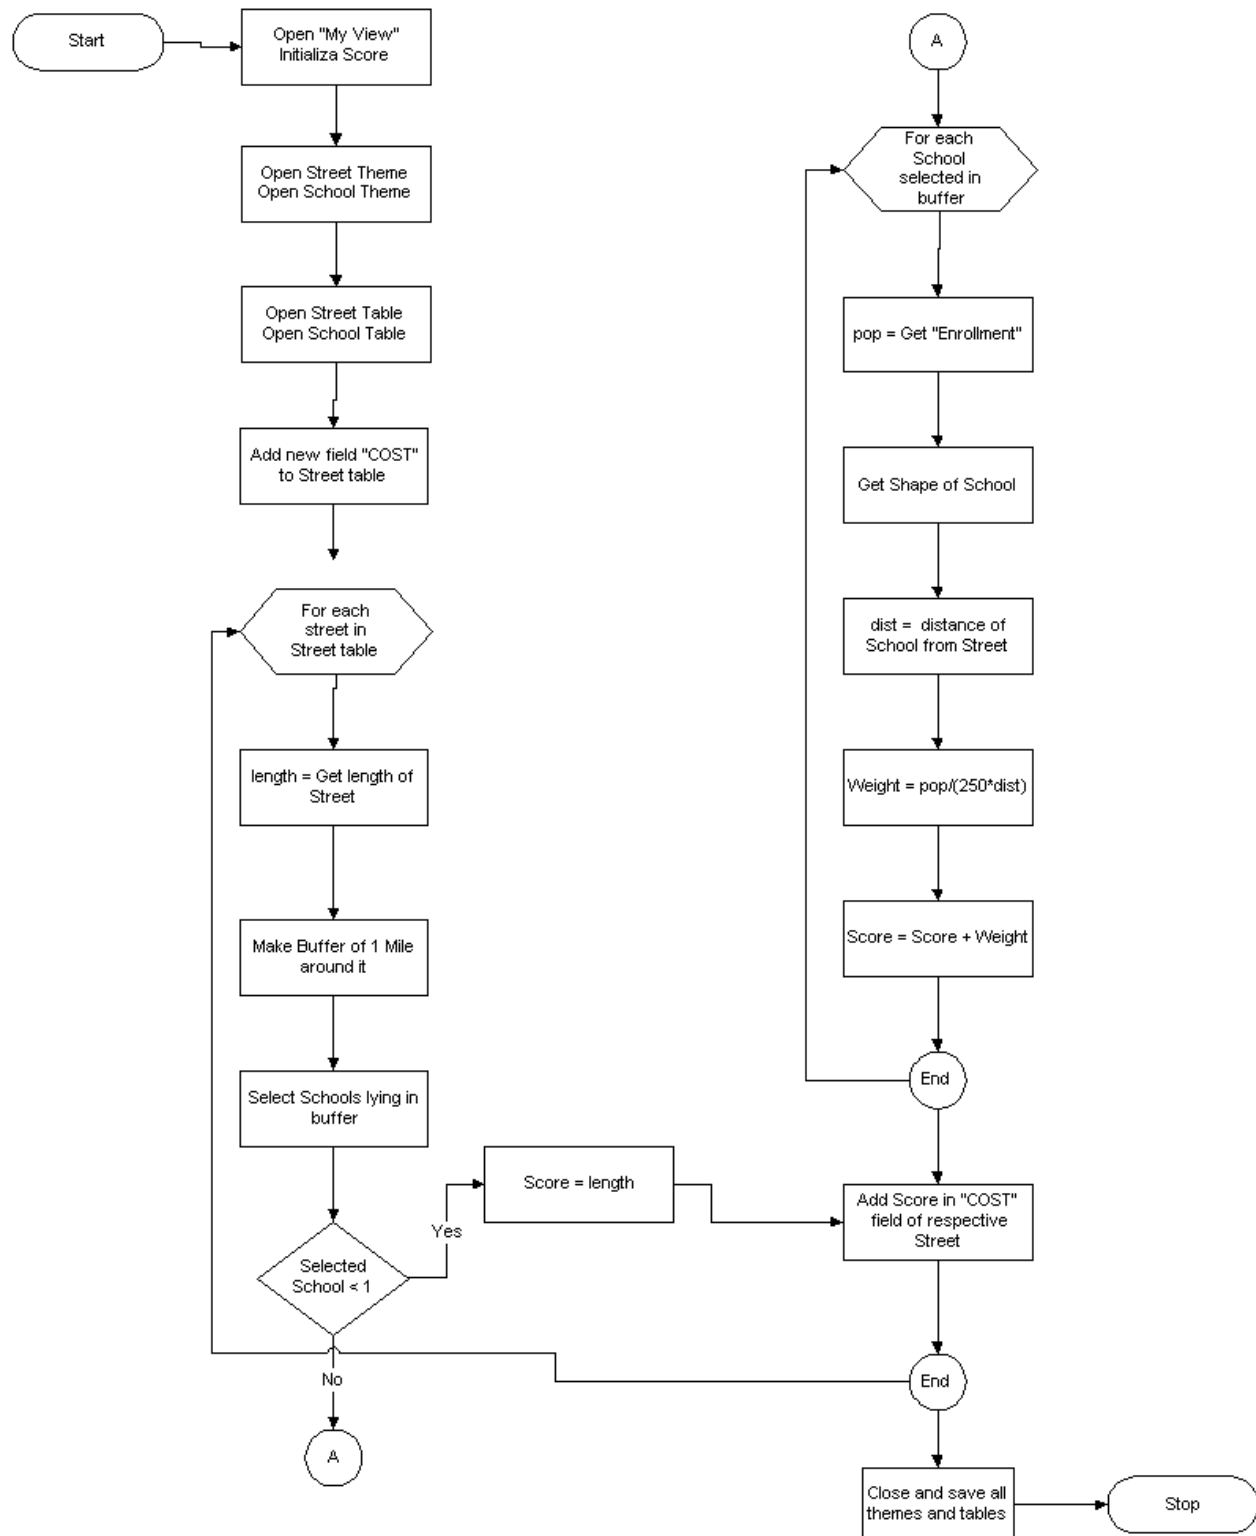 Start
Open "My View"
Initializa Score
Open Street Theme
Open School Theme
Open Street Table
Open School Table
Add new field "COST"
to Street table
For each
street in
Street table
length = Get length of
Street
Make Buffer of 1 Mile
around it
Select Schools lying in
buffer
Selected
School < 1
Yes
Score = length
No
A
A
For each
School
selected in
buffer
pop = Get "Enrollment"
Get Shape of School
dist = distance of
School from Street
Weight = pop/(250*dist)
Score = Score + Weight
End
Add Score in "COST"
field of respective
Street
End
Close and save all
themes and tables
Stop